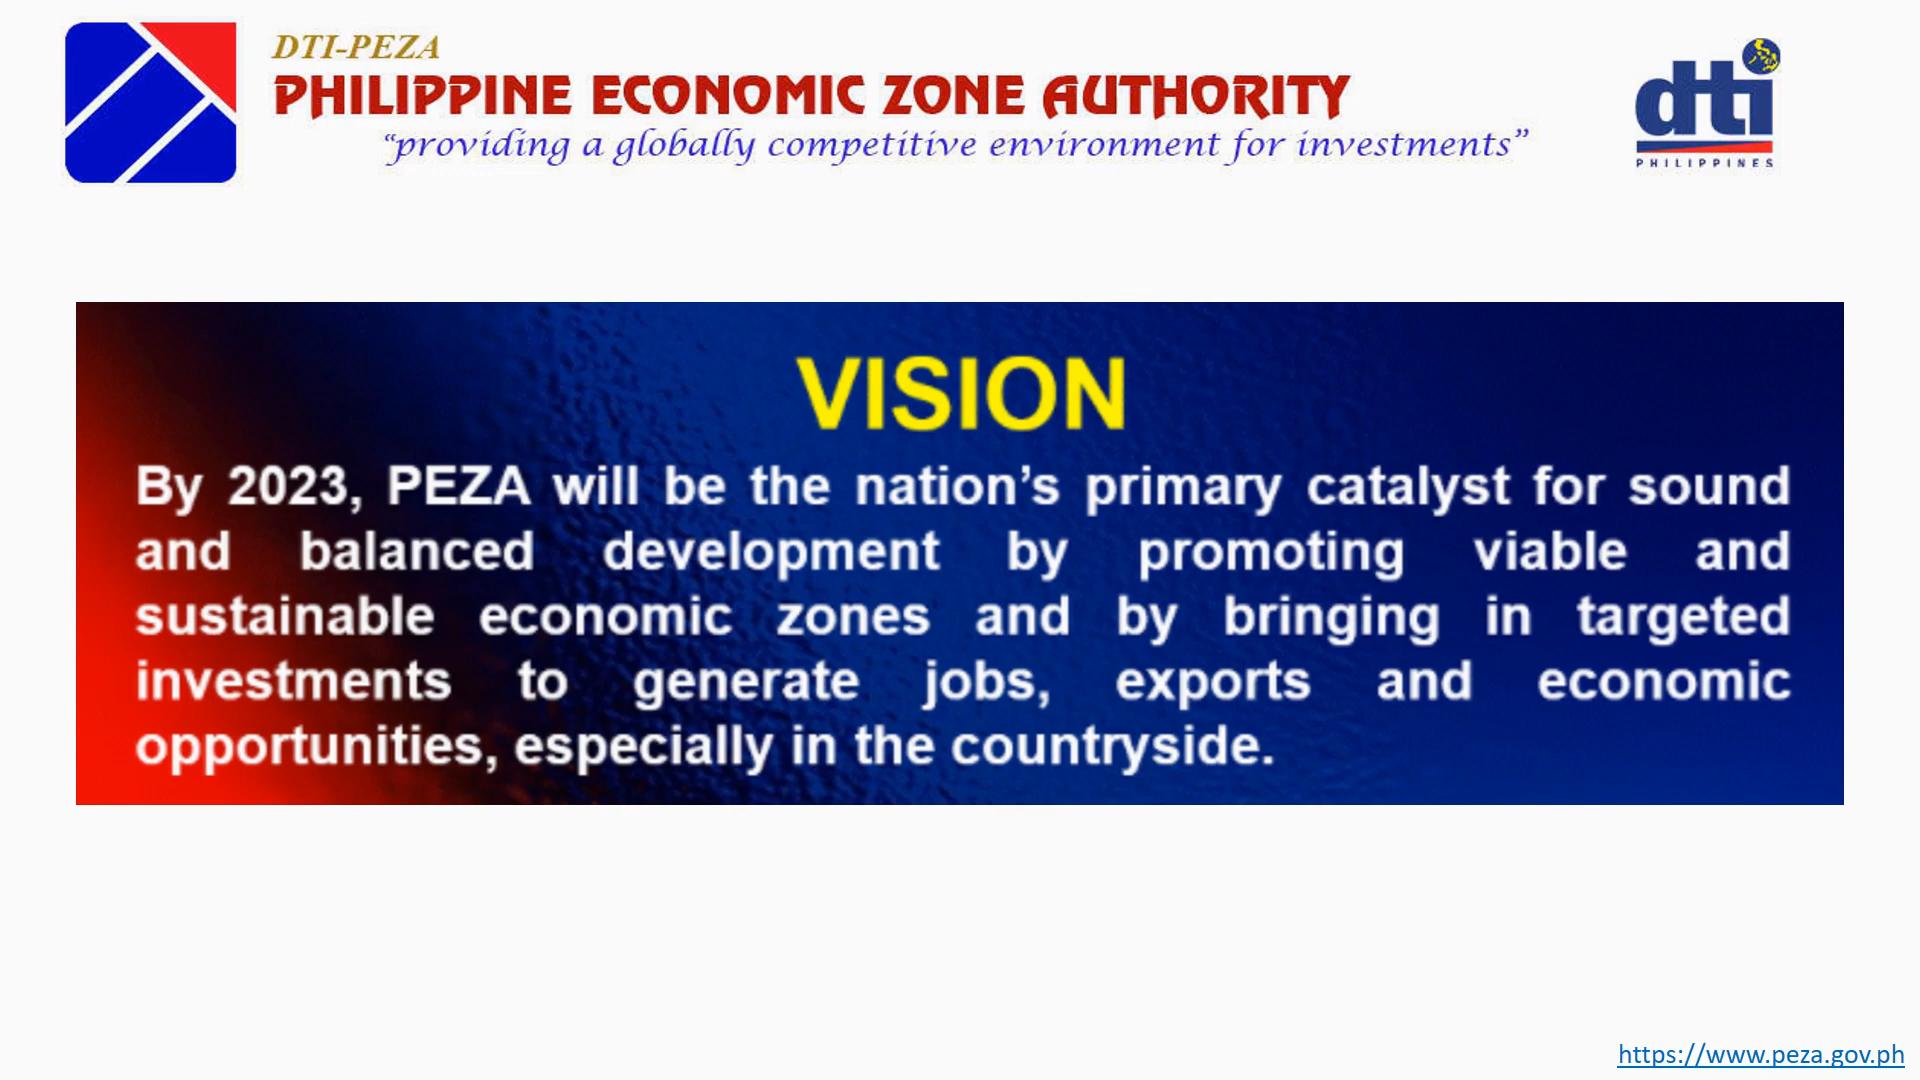 DTI-PEZA
PHILIPPINE ECONOMIC ZONE AUTHORITY
“providing a globally competitive environment for investments”
dti
PHILIPPINES
VISION
By 2023, PEZA will be the nation’s primary catalyst for sound
and balanced development by promoting viable and
sustainable economic zones and by bringing in targeted
investments to generate jobs, exports and economic
opportunities, especially in the countryside.
https://www.peza.gov.ph